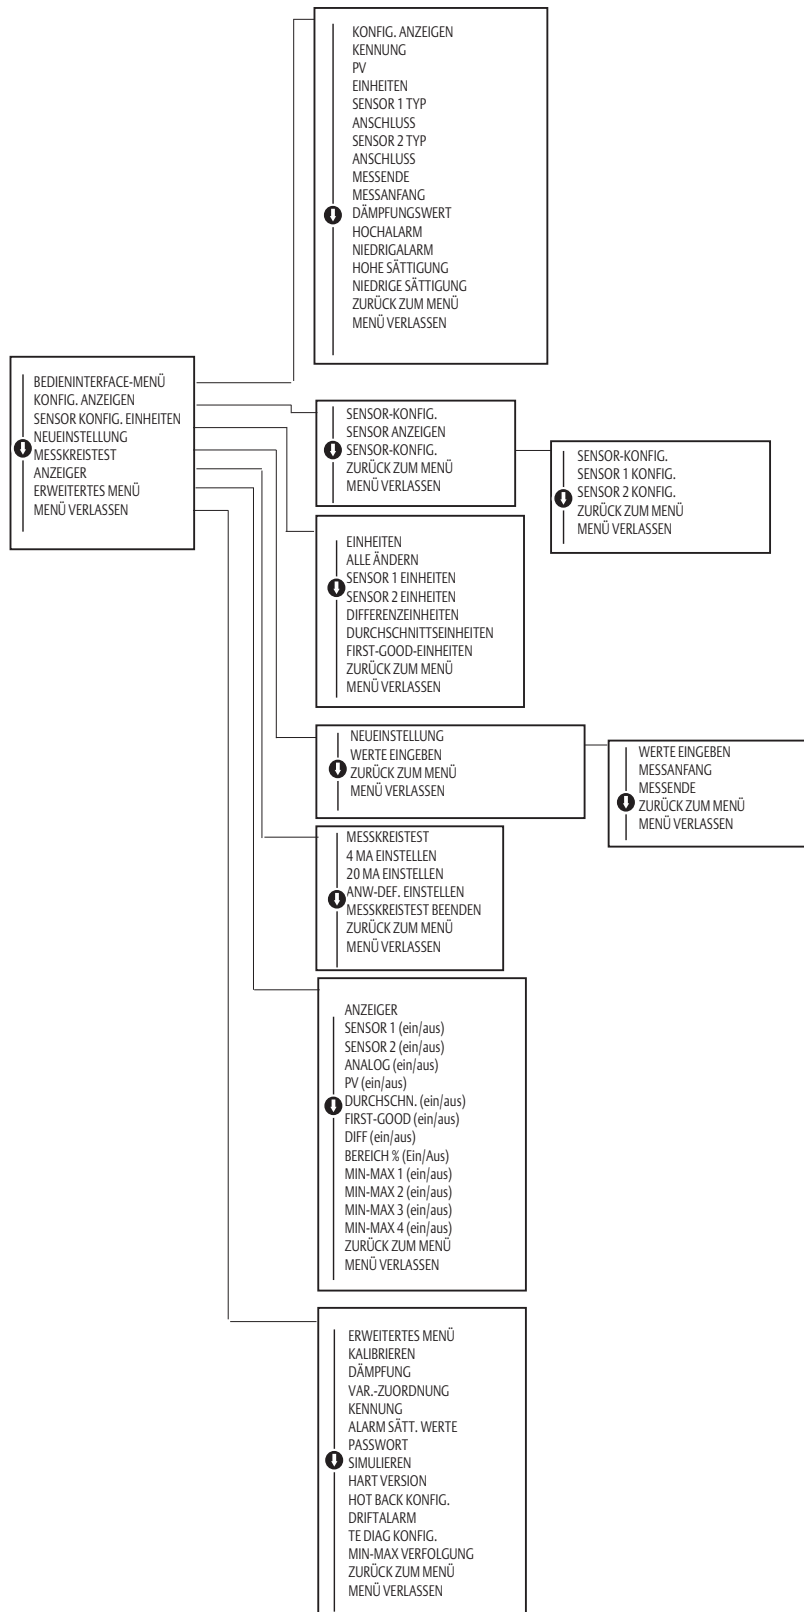 KONFIG. ANZEIGEN
KENNUNG
PV
EINHEITEN
SENSOR 1 TYP
ANSCHLUSS
SENSOR 2 TYP
ANSCHLUSS
MESSENDE
MESSANFANG
DÄMPFUNGSWERT
HOCHALARM
NIEDRIGALARM
HOHE SÄTTIGUNG
NIEDRIGE SÄTTIGUNG
ZURÜCK ZUM MENÜ
MENÜ VERLASSEN
BEDIENINTERFACE-MENÜ
KONFIG. ANZEIGEN
SENSOR KONFIG. EINHEITEN
NEUEINSTELLUNG
MESSKREISTEST
ANZEIGER
ERWEITERTES MENÜ
MENÜ VERLASSEN
SENSOR-KONFIG.
SENSOR ANZEIGEN
SENSOR-KONFIG.
ZURÜCK ZUM MENÜ
MENÜ VERLASSEN
SENSOR-KONFIG.
SENSOR 1 KONFIG.
SENSOR 2 KONFIG.
ZURÜCK ZUM MENÜ
MENÜ VERLASSEN
EINHEITEN
ALLE ÄNDERN
SENSOR 1 EINHEITEN
SENSOR 2 EINHEITEN
DIFFERENZEINHEITEN
DURCHSCHNITTSEINHEITEN
FIRST-GOOD-EINHEITEN
ZURÜCK ZUM MENÜ
MENÜ VERLASSEN
NEUEINSTELLUNG
WERTE EINGEBEN
ZURÜCK ZUM MENÜ
MENÜ VERLASSEN
WERTE EINGEBEN
MESSANFANG
MESSENDE
ZURÜCK ZUM MENÜ
MENÜ VERLASSEN
MESSKREISTEST
4 MA EINSTELLEN
20 MA EINSTELLEN
ANW-DEF. EINSTELLEN
MESSKREISTEST BEENDEN
ZURÜCK ZUM MENÜ
MENÜ VERLASSEN
ANZEIGER
SENSOR 1 (ein/aus)
SENSOR 2 (ein/aus)
ANALOG (ein/aus)
PV (ein/aus)
DURCHSCHN. (ein/aus)
FIRST-GOOD (ein/aus)
DIFF (ein/aus)
BEREICH % (Ein/Aus)
MIN-MAX 1 (ein/aus)
MIN-MAX 2 (ein/aus)
MIN-MAX 3 (ein/aus)
MIN-MAX 4 (ein/aus)
ZURÜCK ZUM MENÜ
MENÜ VERLASSEN
ERWEITERTES MENÜ
KALIBRIEREN
DÄMPFUNG
VAR.-ZUORDNUNG
KENNUNG
ALARM SÄTT. WERTE
PASSWORT
SIMULIEREN
HART VERSION
HOT BACK KONFIG.
DRIFTALARM
TE DIAG KONFIG.
MIN-MAX VERFOLGUNG
ZURÜCK ZUM MENÜ
MENÜ VERLASSEN